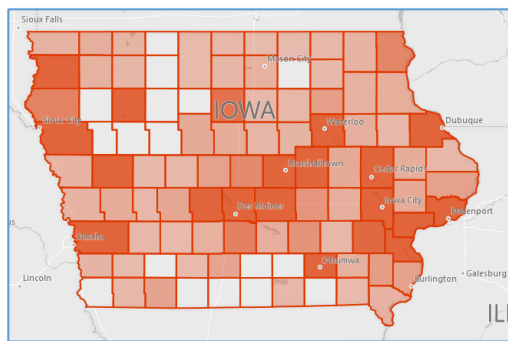 Sioux Falls
Mason City
IOWA
Sioux City
Waterloo
Dubuque
Marshalltown
Cedar Rapids
Des Moines
Iowa City
Davenport
Omaha
Ottumwa
Lincoln
Burlington
Galesburg
ILL